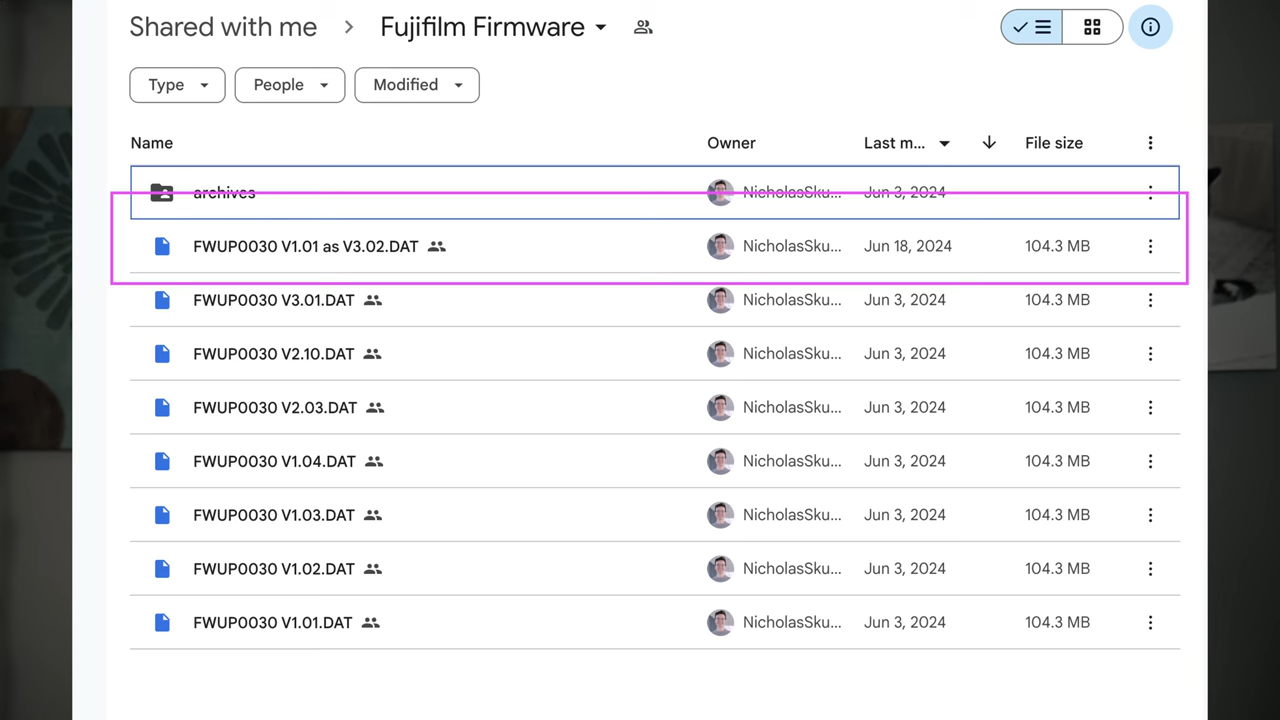 Shared with me > Fujifilm Firmware
Type People Modified
Name Owner Last m... File size
archives NicholasSku... Jun 3, 2024
FWUP0030 V1.01 as V3.02.DAT NicholasSku... Jun 18, 2024 104.3 MB
FWUP0030 V3.01.DAT NicholasSku... Jun 3, 2024 104.3 MB
FWUP0030 V2.10.DAT NicholasSku... Jun 3, 2024 104.3 MB
FWUP0030 V2.03.DAT NicholasSku... Jun 3, 2024 104.3 MB
FWUP0030 V1.04.DAT NicholasSku... Jun 3, 2024 104.3 MB
FWUP0030 V1.03.DAT NicholasSku... Jun 3, 2024 104.3 MB
FWUP0030 V1.02.DAT NicholasSku... Jun 3, 2024 104.3 MB
FWUP0030 V1.01.DAT NicholasSku... Jun 3, 2024 104.3 MB